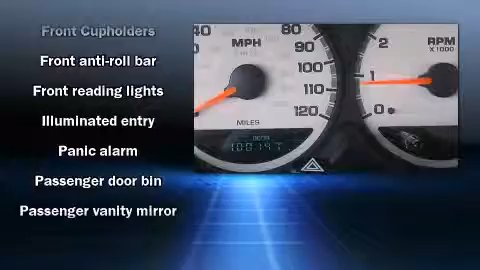 Front Cupholders
Front anti-roll bar
Front reading lights
Illuminated entry
Panic alarm
Passenger door bin
Passenger vanity mirror
40 80
MPH
90
100
110
120
MILES
2
RPM
X1000
1
0